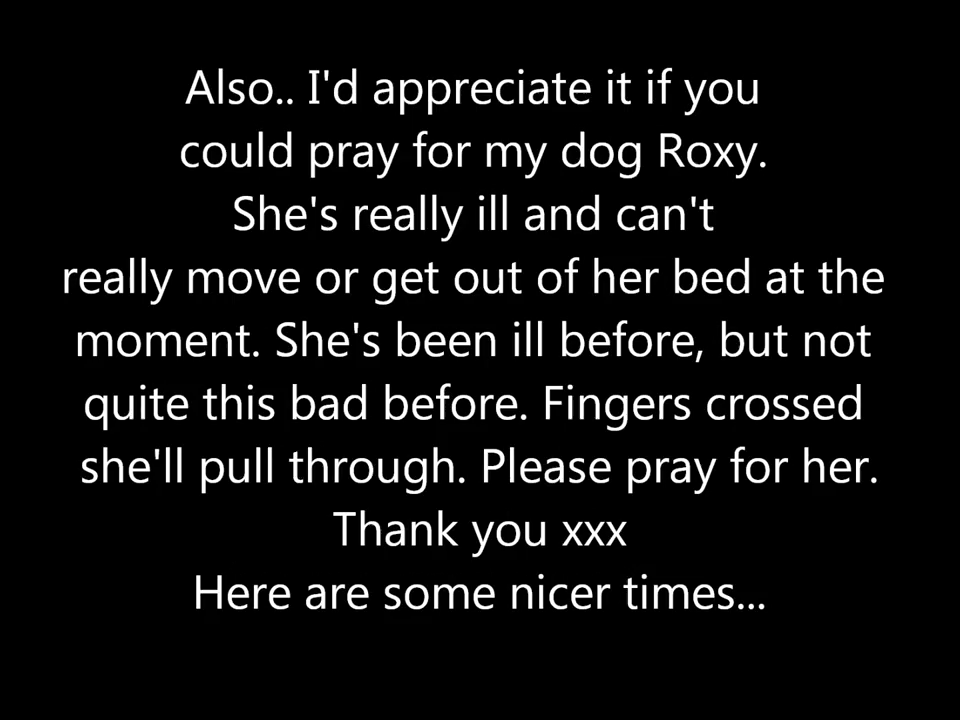 Also.. I'd appreciate it if you
could pray for my dog Roxy.
She's really ill and can't
really move or get out of her bed at the
moment. She's been ill before, but not
quite this bad before. Fingers crossed
she'll pull through. Please pray for her.
Thank you xxx
Here are some nicer times...